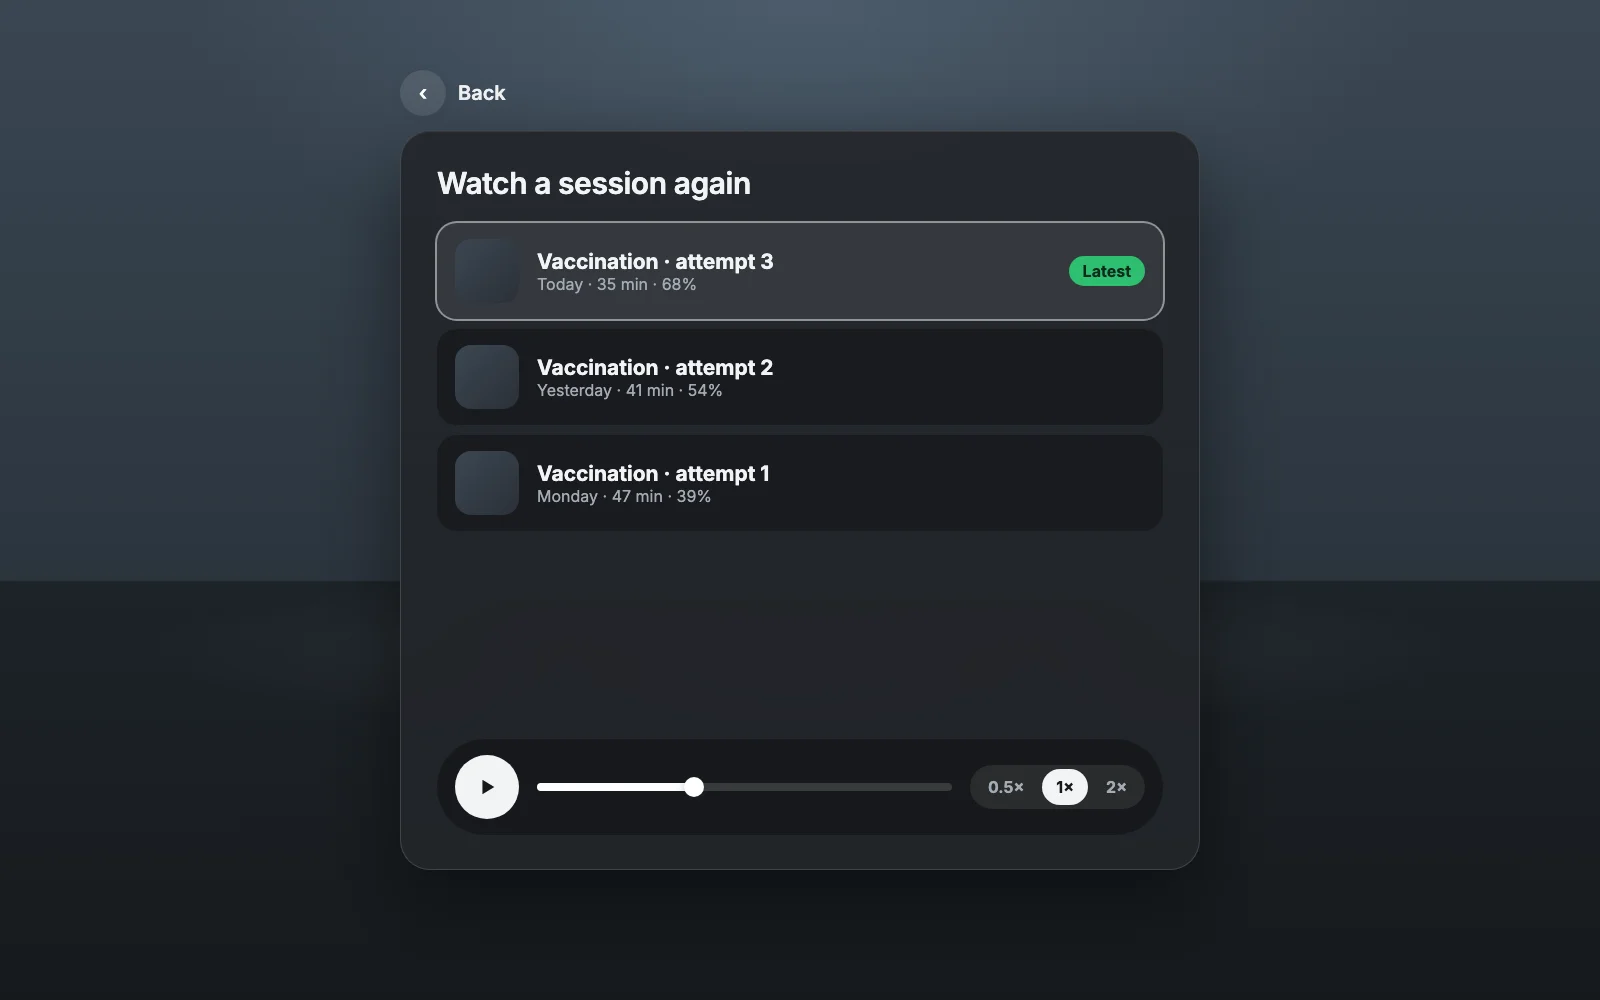 Back
Watch a session again
Vaccination · attempt 3
Today · 35 min · 68%
Latest
Vaccination · attempt 2
Yesterday · 41 min · 54%
Vaccination · attempt 1
Monday · 47 min · 39%
0.5× 1× 2×